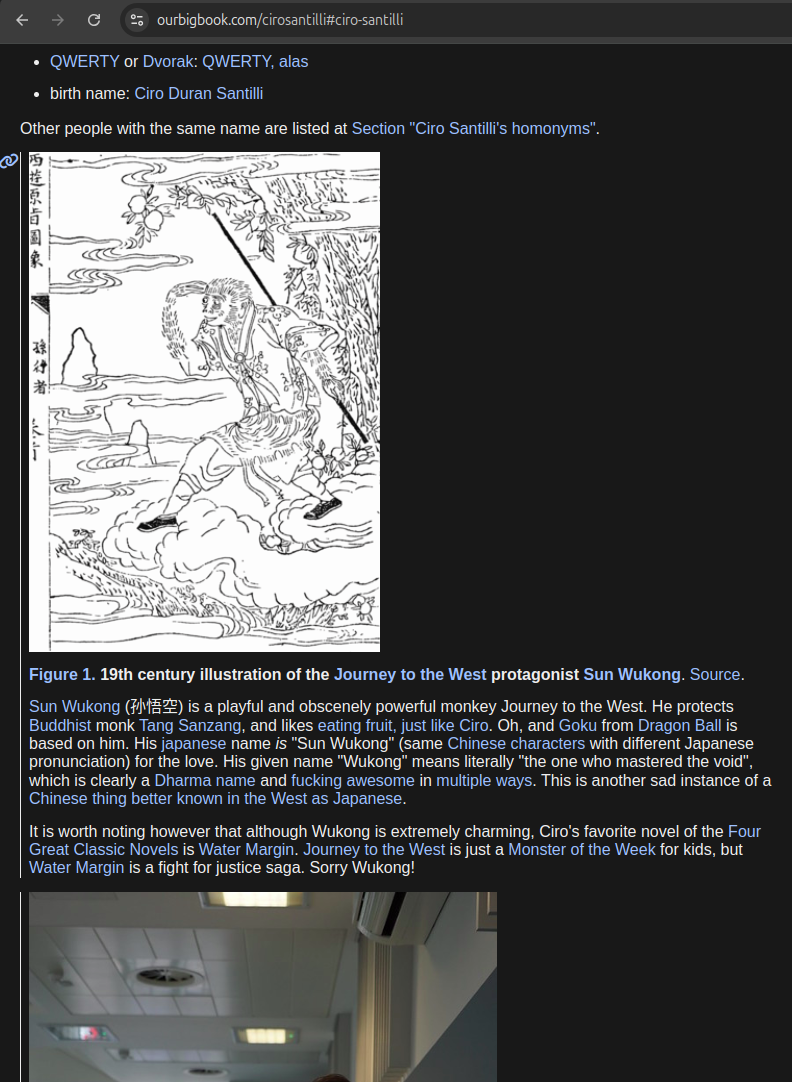 ourbigbook.com/cirosantilli#ciro-santilli
QWERTY or Dvorak: QWERTY, alas
birth name: Ciro Duran Santilli
Other people with the same name are listed at Section "Ciro Santilli's homonyms".
西遊原旨圖像
孫行者
卷首
Figure 1. 19th century illustration of the Journey to the West protagonist Sun Wukong. Source.
Sun Wukong (孙悟空) is a playful and obscenely powerful monkey Journey to the West. He protects
Buddhist monk Tang Sanzang, and likes eating fruit, just like Ciro. Oh, and Goku from Dragon Ball is
based on him. His japanese name is "Sun Wukong" (same Chinese characters with different Japanese
pronunciation) for the love. His given name "Wukong" means literally "the one who mastered the void",
which is clearly a Dharma name and fucking awesome in multiple ways. This is another sad instance of a
Chinese thing better known in the West as Japanese.
It is worth noting however that although Wukong is extremely charming, Ciro's favorite novel of the Four
Great Classic Novels is Water Margin. Journey to the West is just a Monster of the Week for kids, but
Water Margin is a fight for justice saga. Sorry Wukong!